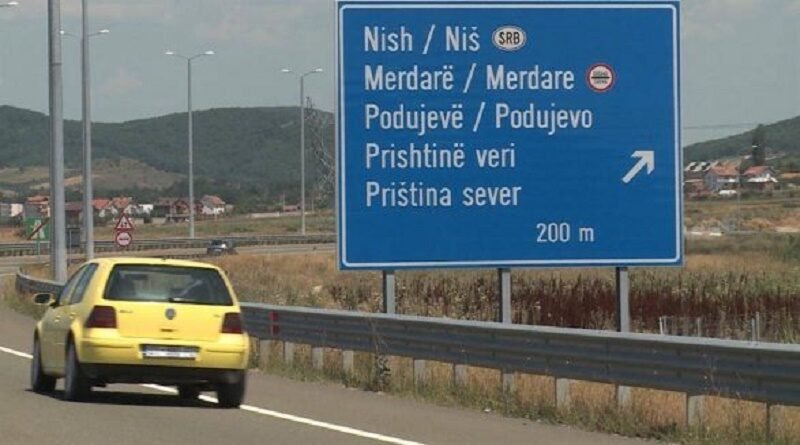 Nish / Niš SRB
Merdarë / Merdare
Podujevë / Podujevo
Prishtinë veri
Priština sever
200 m